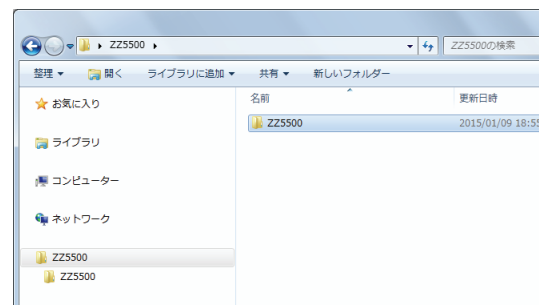 ZZ5500
ZZ5500の検索
整理 開く ライブラリに追加 共有 新しいフォルダー
お気に入り
ライブラリ
コンピューター
ネットワーク
ZZ5500
ZZ5500
名前 更新日時
ZZ5500 2015/01/09 18:55